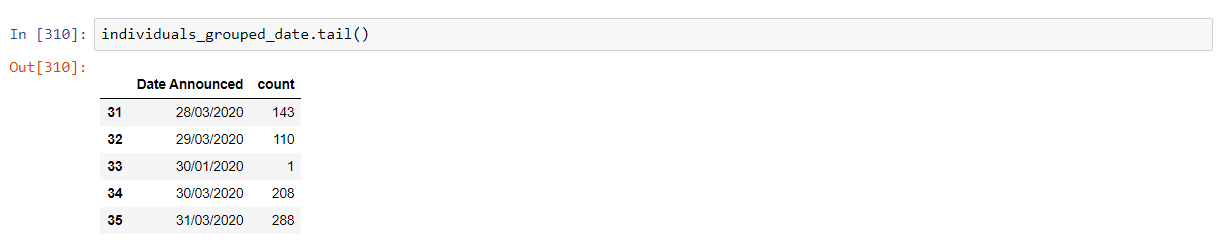 In [310]: individuals_grouped_date.tail()
Out[310]:
Date Announced count
31 28/03/2020 143
32 29/03/2020 110
33 30/01/2020 1
34 30/03/2020 208
35 31/03/2020 288